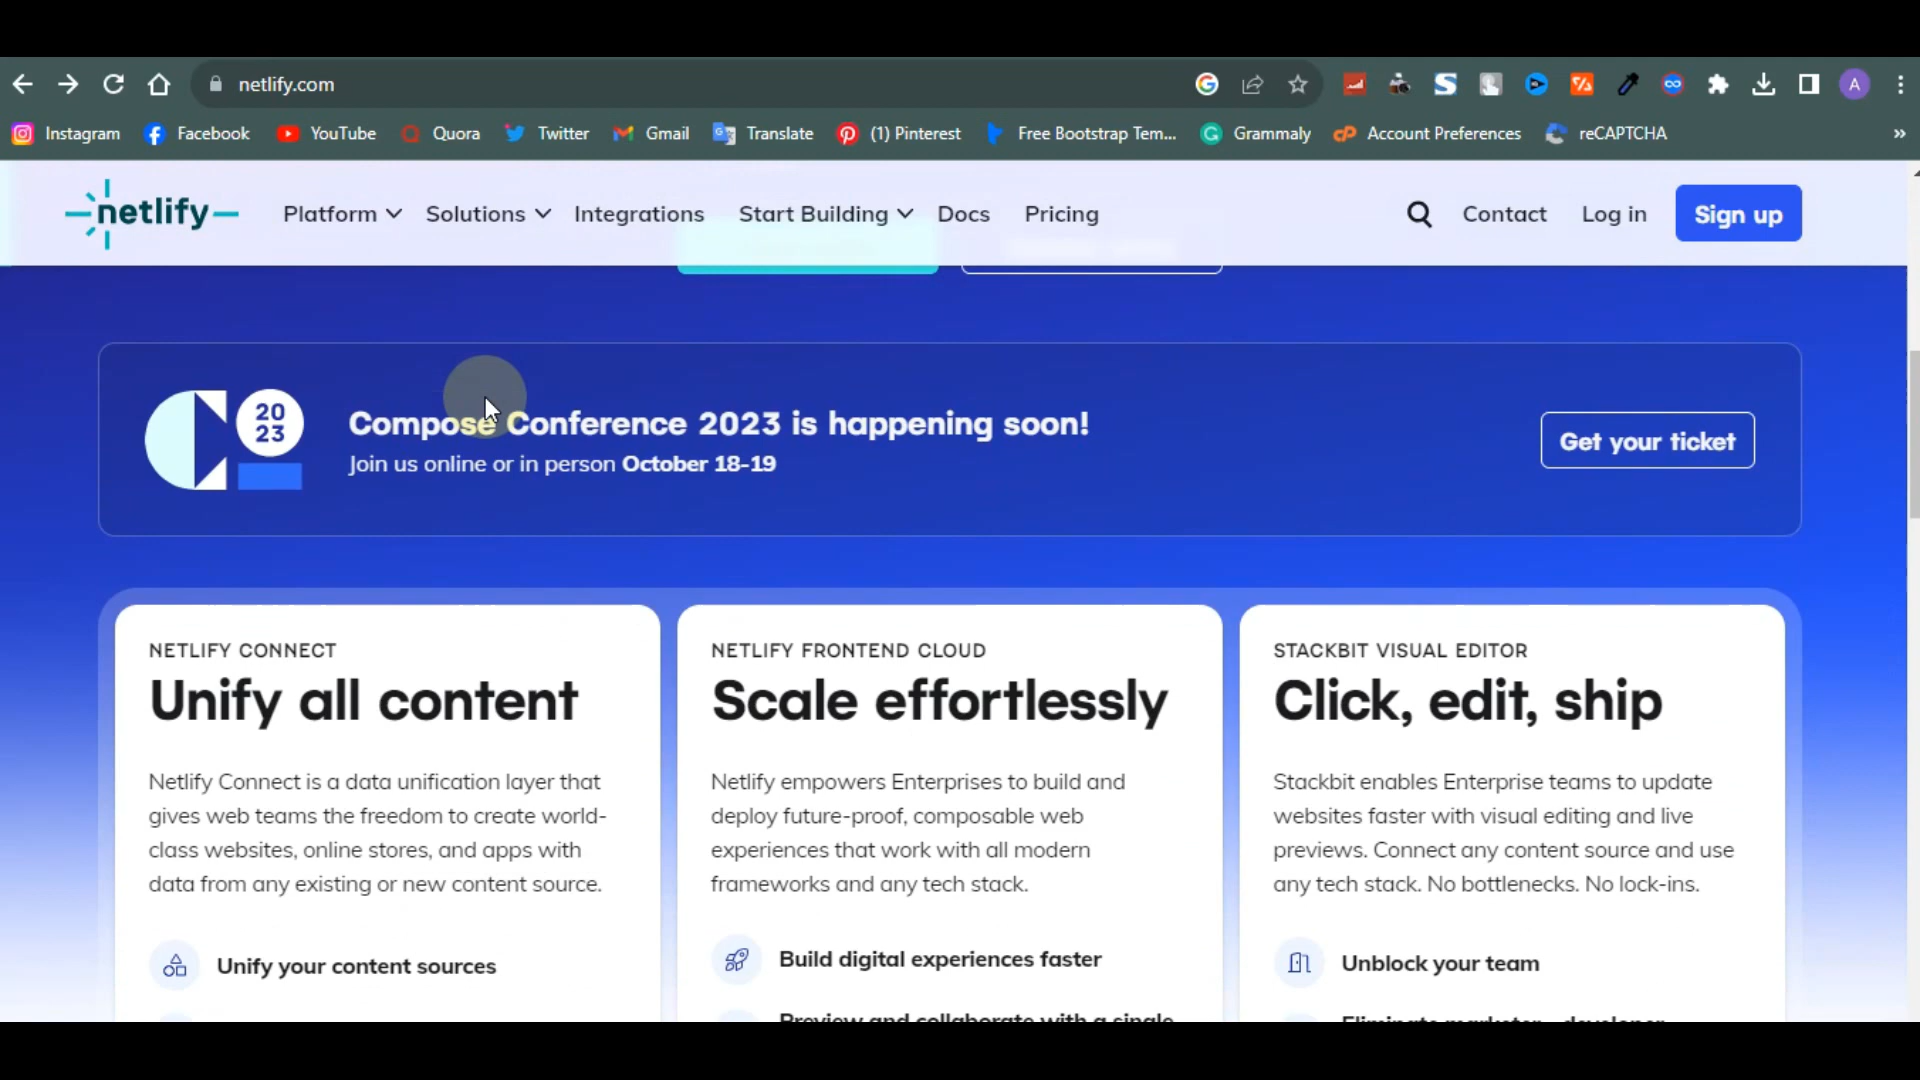 netlify.com
A
Instagram Facebook YouTube Quora Twitter Gmail Translate (1) Pinterest Free Bootstrap Tem... Grammaly Account Preferences reCAPTCHA »
netlify Platform Solutions Integrations Start Building Docs Pricing Contact Log in Sign up
20
23
Compose Conference 2023 is happening soon!
Join us online or in person October 18-19
Get your ticket
NETLIFY CONNECT
Unify all content
Netlify Connect is a data unification layer that
gives web teams the freedom to create world-
class websites, online stores, and apps with
data from any existing or new content source.
Unify your content sources
NETLIFY FRONTEND CLOUD
Scale effortlessly
Netlify empowers Enterprises to build and
deploy future-proof, composable web
experiences that work with all modern
frameworks and any tech stack.
Build digital experiences faster
Preview and collaborate with a single
STACKBIT VISUAL EDITOR
Click, edit, ship
Stackbit enables Enterprise teams to update
websites faster with visual editing and live
previews. Connect any content source and use
any tech stack. No bottlenecks. No lock-ins.
Unblock your team
Eliminate marketer developer